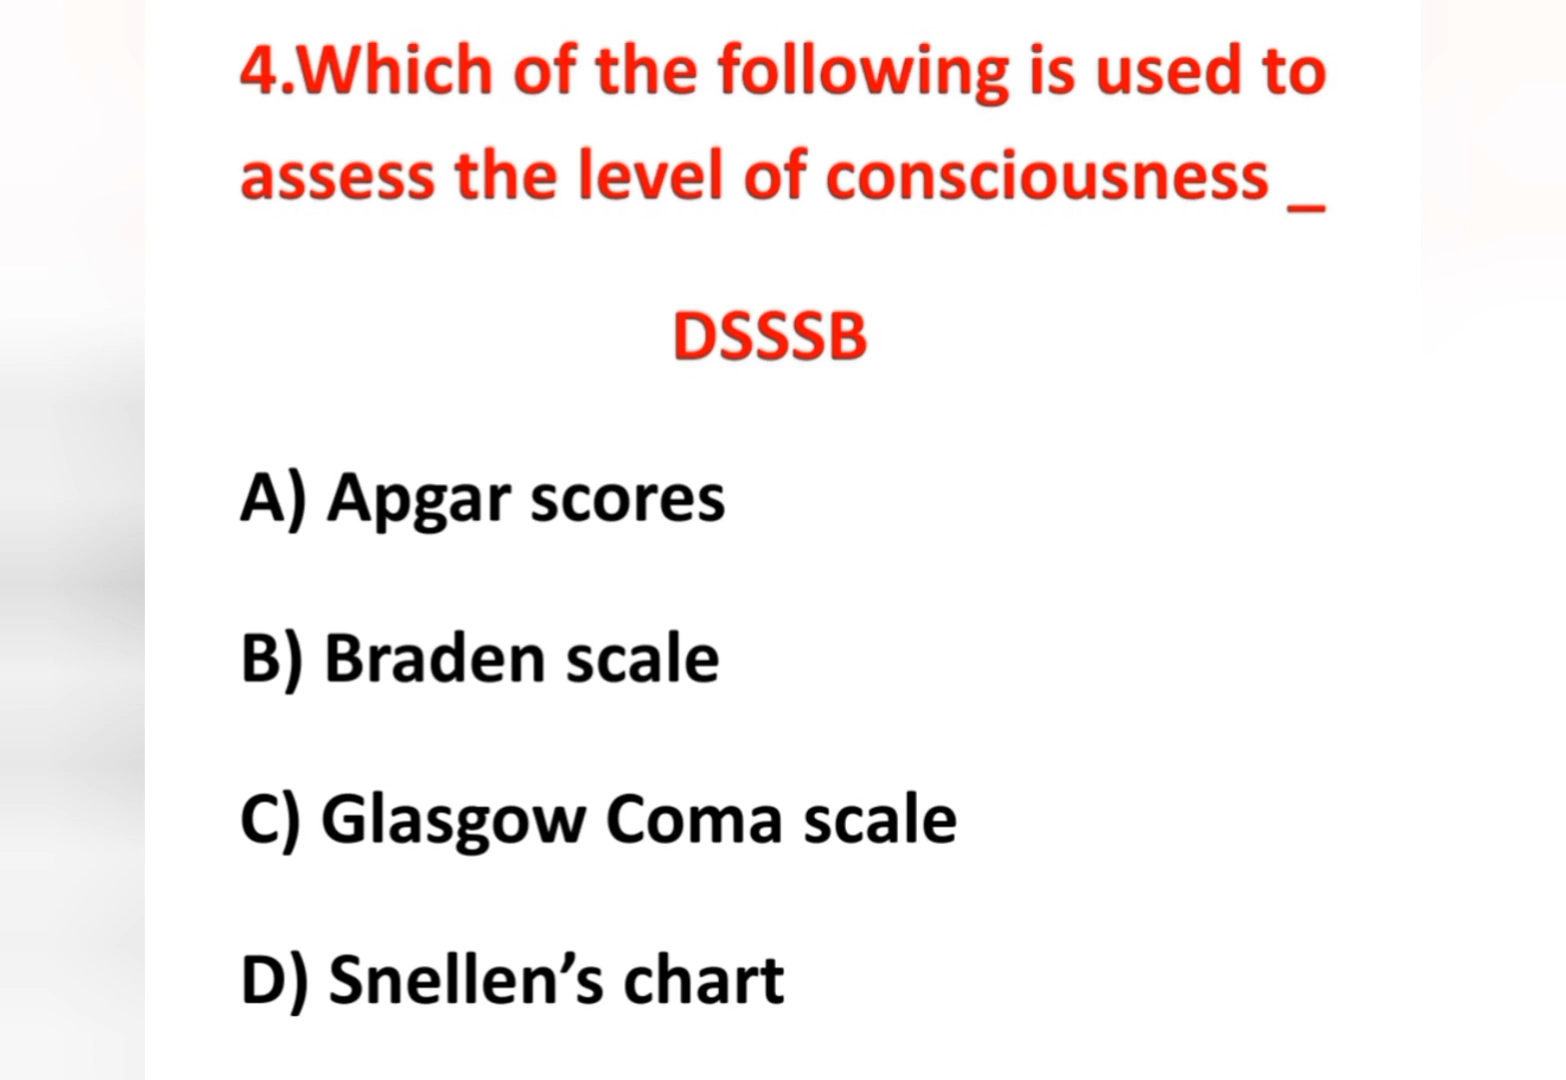 4.Which of the following is used to
assess the level of consciousness _
DSSSB
A) Apgar scores
B) Braden scale
C) Glasgow Coma scale
D) Snellen’s chart